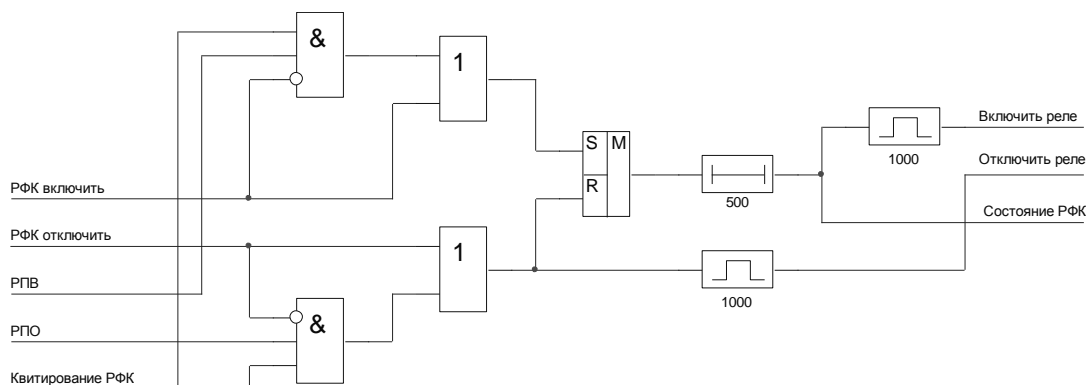 &
1
S M
R
1000
500
Включить реле
Отключить реле
Состояние РФК
РФК включить
РФК отключить
1
1000
РПВ
РПО
&
Квитирование РФК